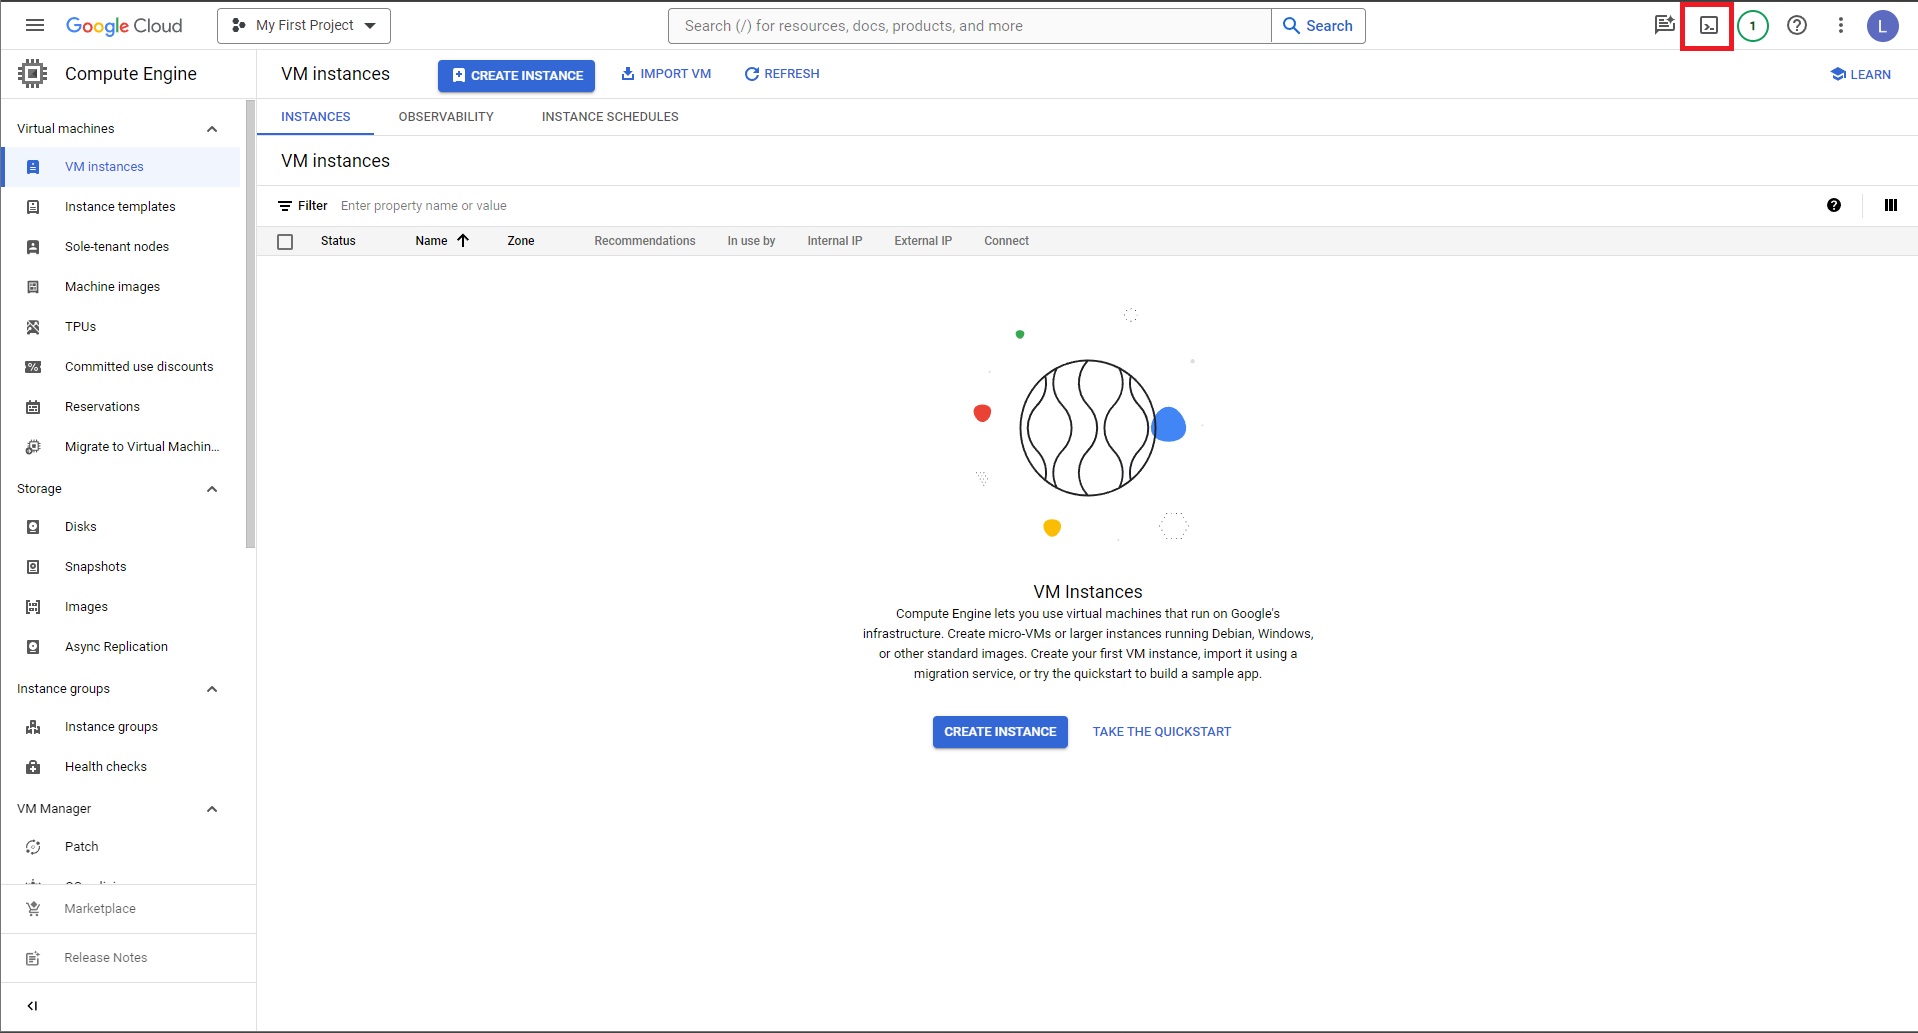 Google Cloud
My First Project
Search (/) for resources, docs, products, and more
Search
1
L
Compute Engine
VM instances
CREATE INSTANCE
IMPORT VM
REFRESH
LEARN
Virtual machines
VM instances
Instance templates
Sole-tenant nodes
Machine images
TPUs
Committed use discounts
Reservations
Migrate to Virtual Machin...
Storage
Disks
Snapshots
Images
Async Replication
Instance groups
Instance groups
Health checks
VM Manager
Patch
Marketplace
Release Notes
INSTANCES
OBSERVABILITY
INSTANCE SCHEDULES
VM instances
Filter
Enter property name or value
Status
Name
Zone
Recommendations
In use by
Internal IP
External IP
Connect
VM Instances
Compute Engine lets you use virtual machines that run on Google's
infrastructure. Create micro-VMs or larger instances running Debian, Windows,
or other standard images. Create your first VM instance, import it using a
migration service, or try the quickstart to build a sample app.
CREATE INSTANCE
TAKE THE QUICKSTART